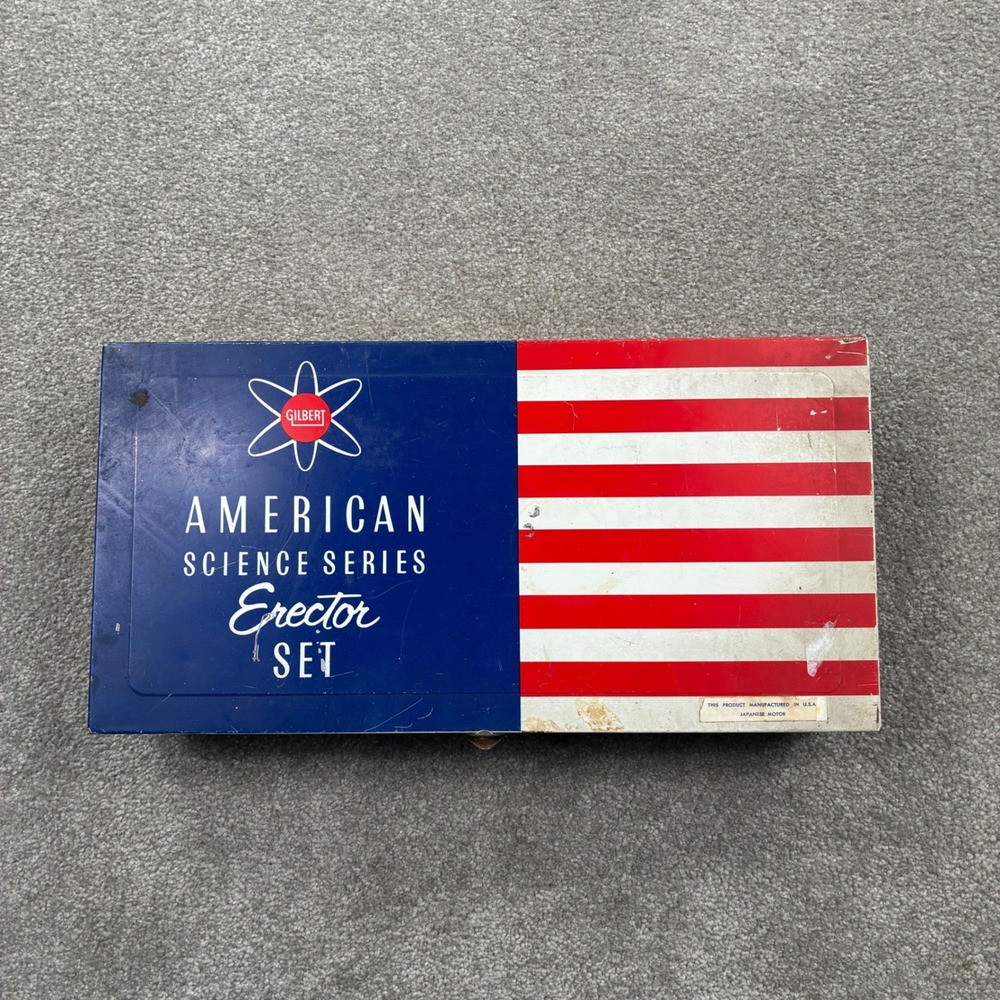 GILBERT
AMERICAN
SCIENCE SERIES
Erector
SET
THIS PRODUCT MANUFACTURED IN U.S.A
JAPANESE MOTOR